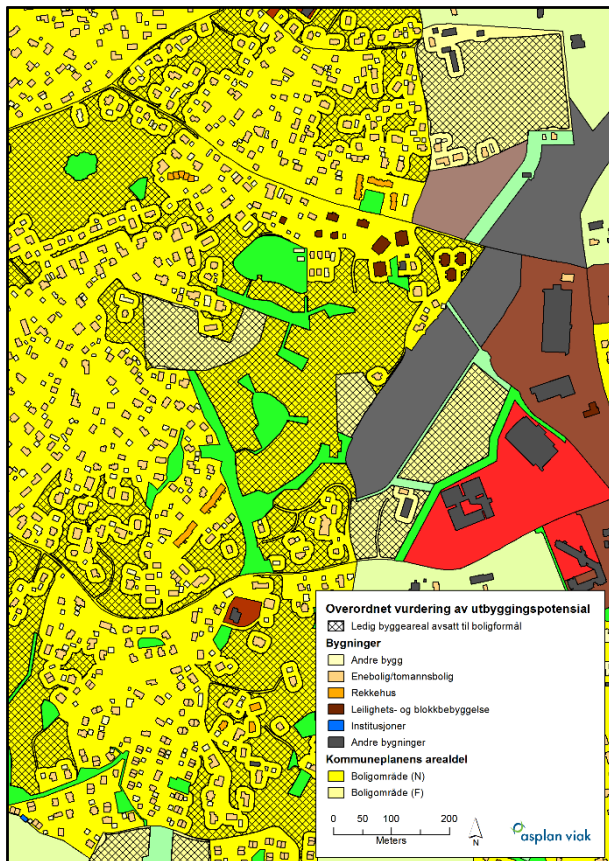 Overordnet vurdering av utbyggingspotensial
Ledig byggeareal avsatt til boligformål
Bygninger
Andre bygg
Enebolig/tomannsbolig
Rekkehus
Leilighets- og blokkbebyggelse
Institusjoner
Andre bygninger
Kommuneplanens arealdel
Boligområde (N)
Boligområde (F)
0 50 100 200
Meters
N
asplan viak